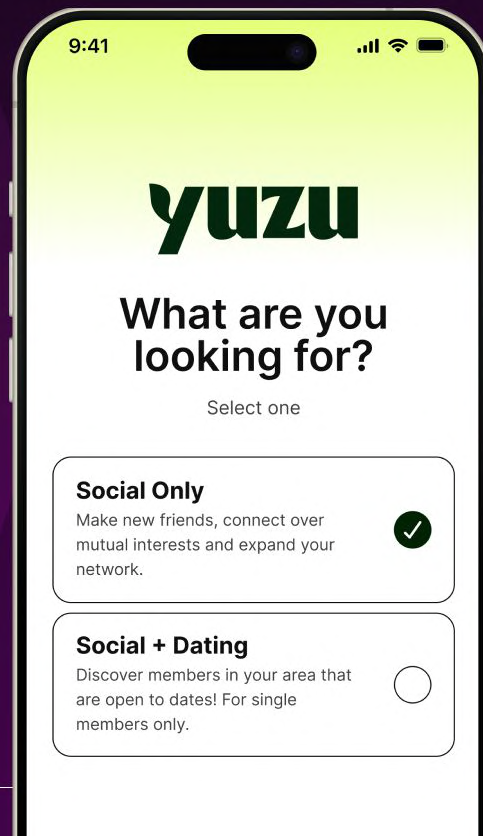 9:41
yuzu
What are you
looking for?
Select one
Social Only
Make new friends, connect over
mutual interests and expand your
network.
Social + Dating
Discover members in your area that
are open to dates! For single
members only.